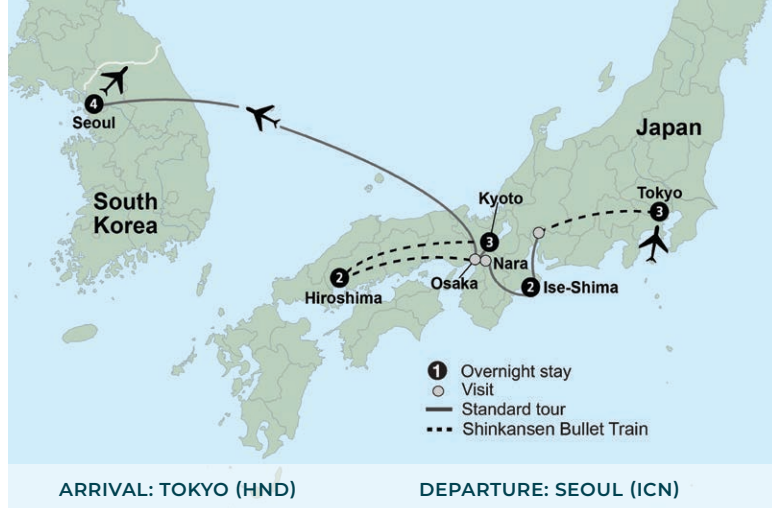 4
Seoul
South
Korea
Japan
Tokyo
3
Kyoto
3
Nara
Osaka
2
Hiroshima
2
Ise-Shima
1 Overnight stay
Visit
Standard tour
Shinkansen Bullet Train
ARRIVAL: TOKYO (HND)
DEPARTURE: SEOUL (ICN)